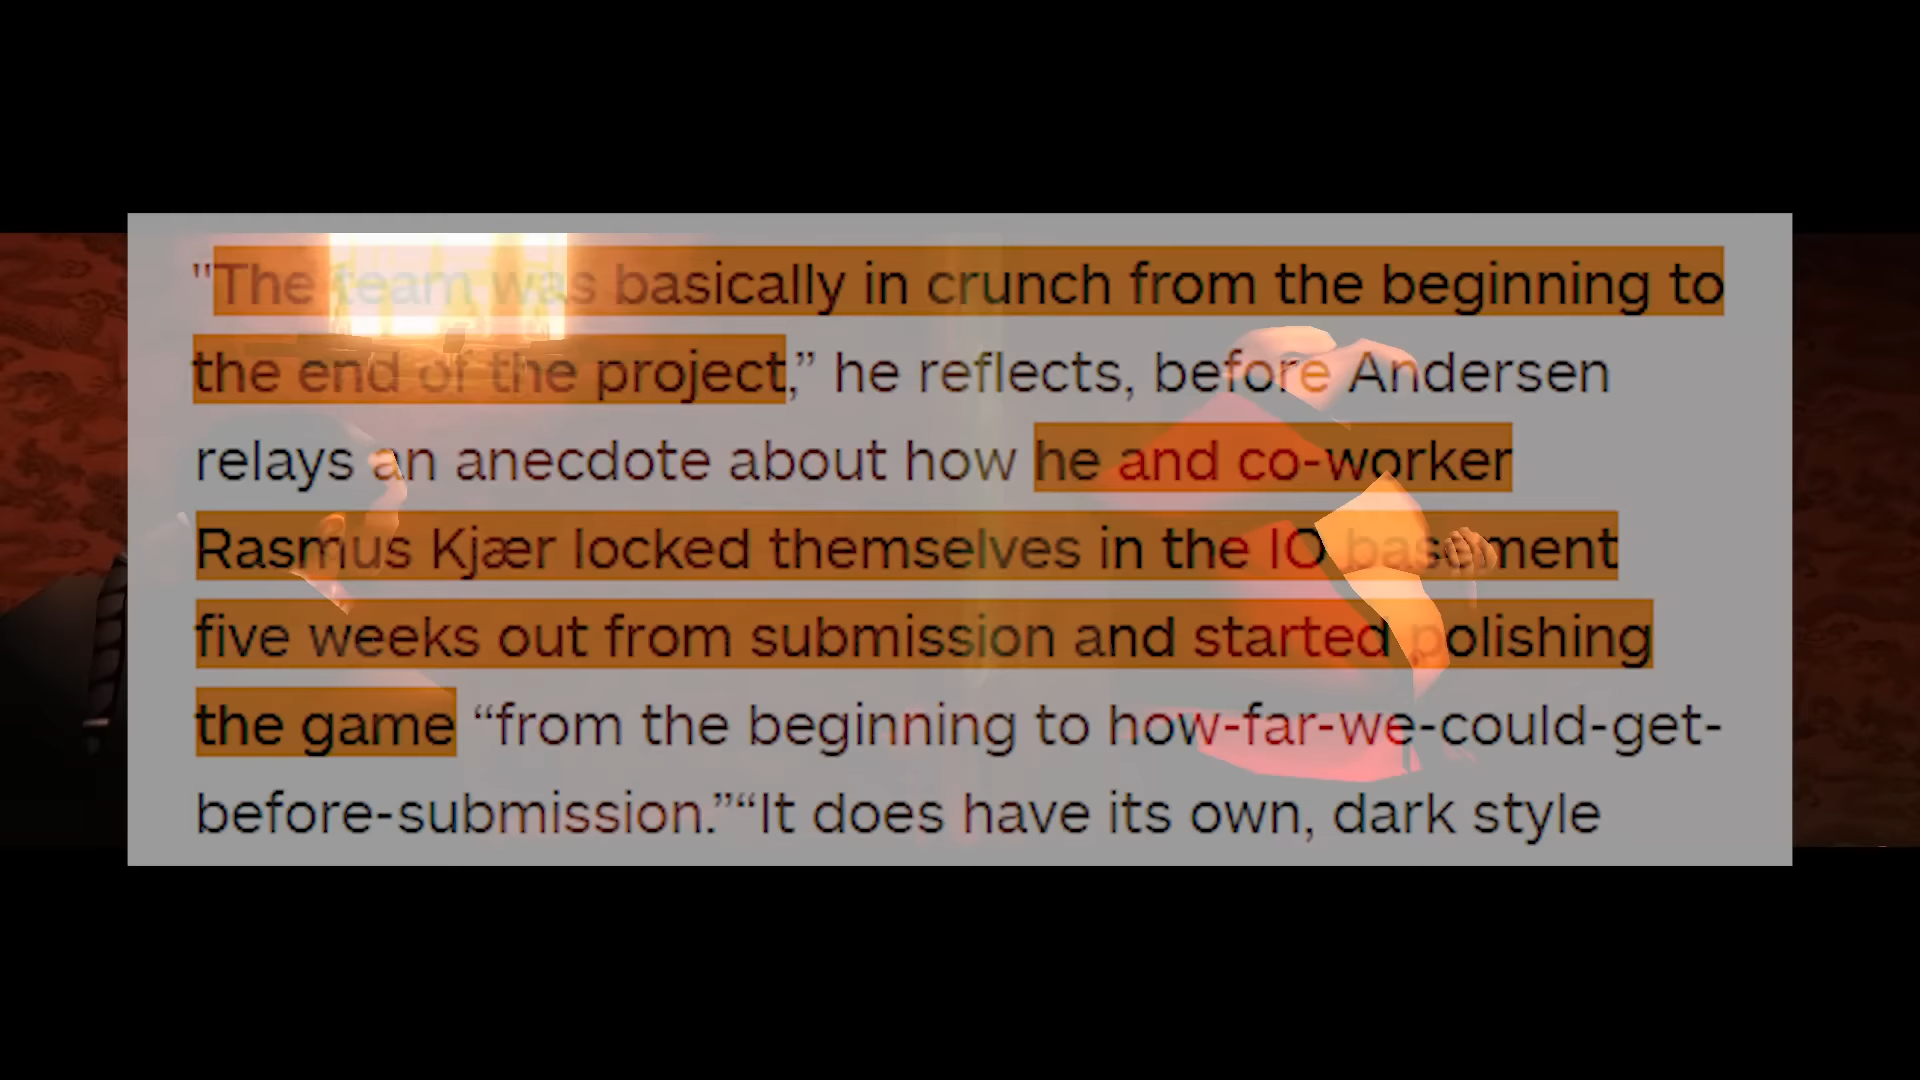 "The team was basically in crunch from the beginning to
the end of the project,” he reflects, before Andersen
relays an anecdote about how he and co-worker
Rasmus Kjær locked themselves in the IO basement
five weeks out from submission and started polishing
the game “from the beginning to how-far-we-could-get-
before-submission.”“It does have its own, dark style